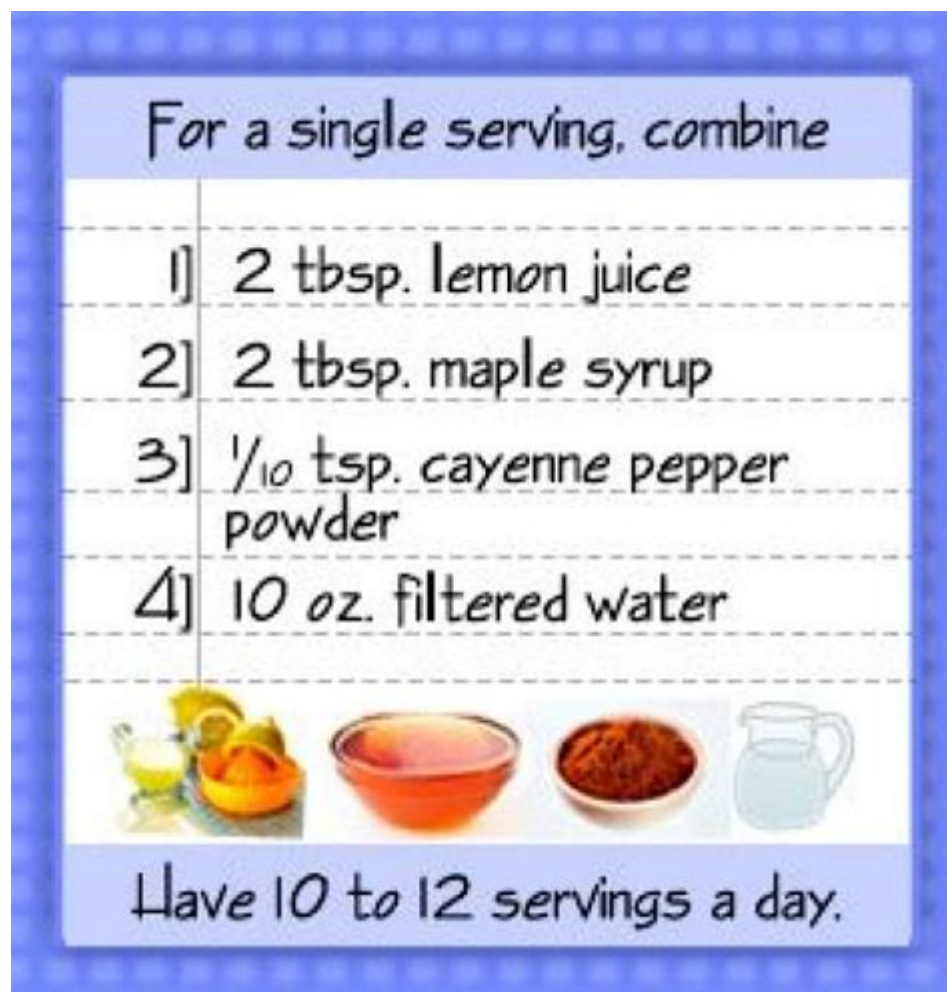 For a single serving, combine
1] 2 tbsp. lemon juice
2] 2 tbsp. maple syrup
3] 1/10 tsp. cayenne pepper
powder
4] 10 oz. filtered water
Have 10 to 12 servings a day.